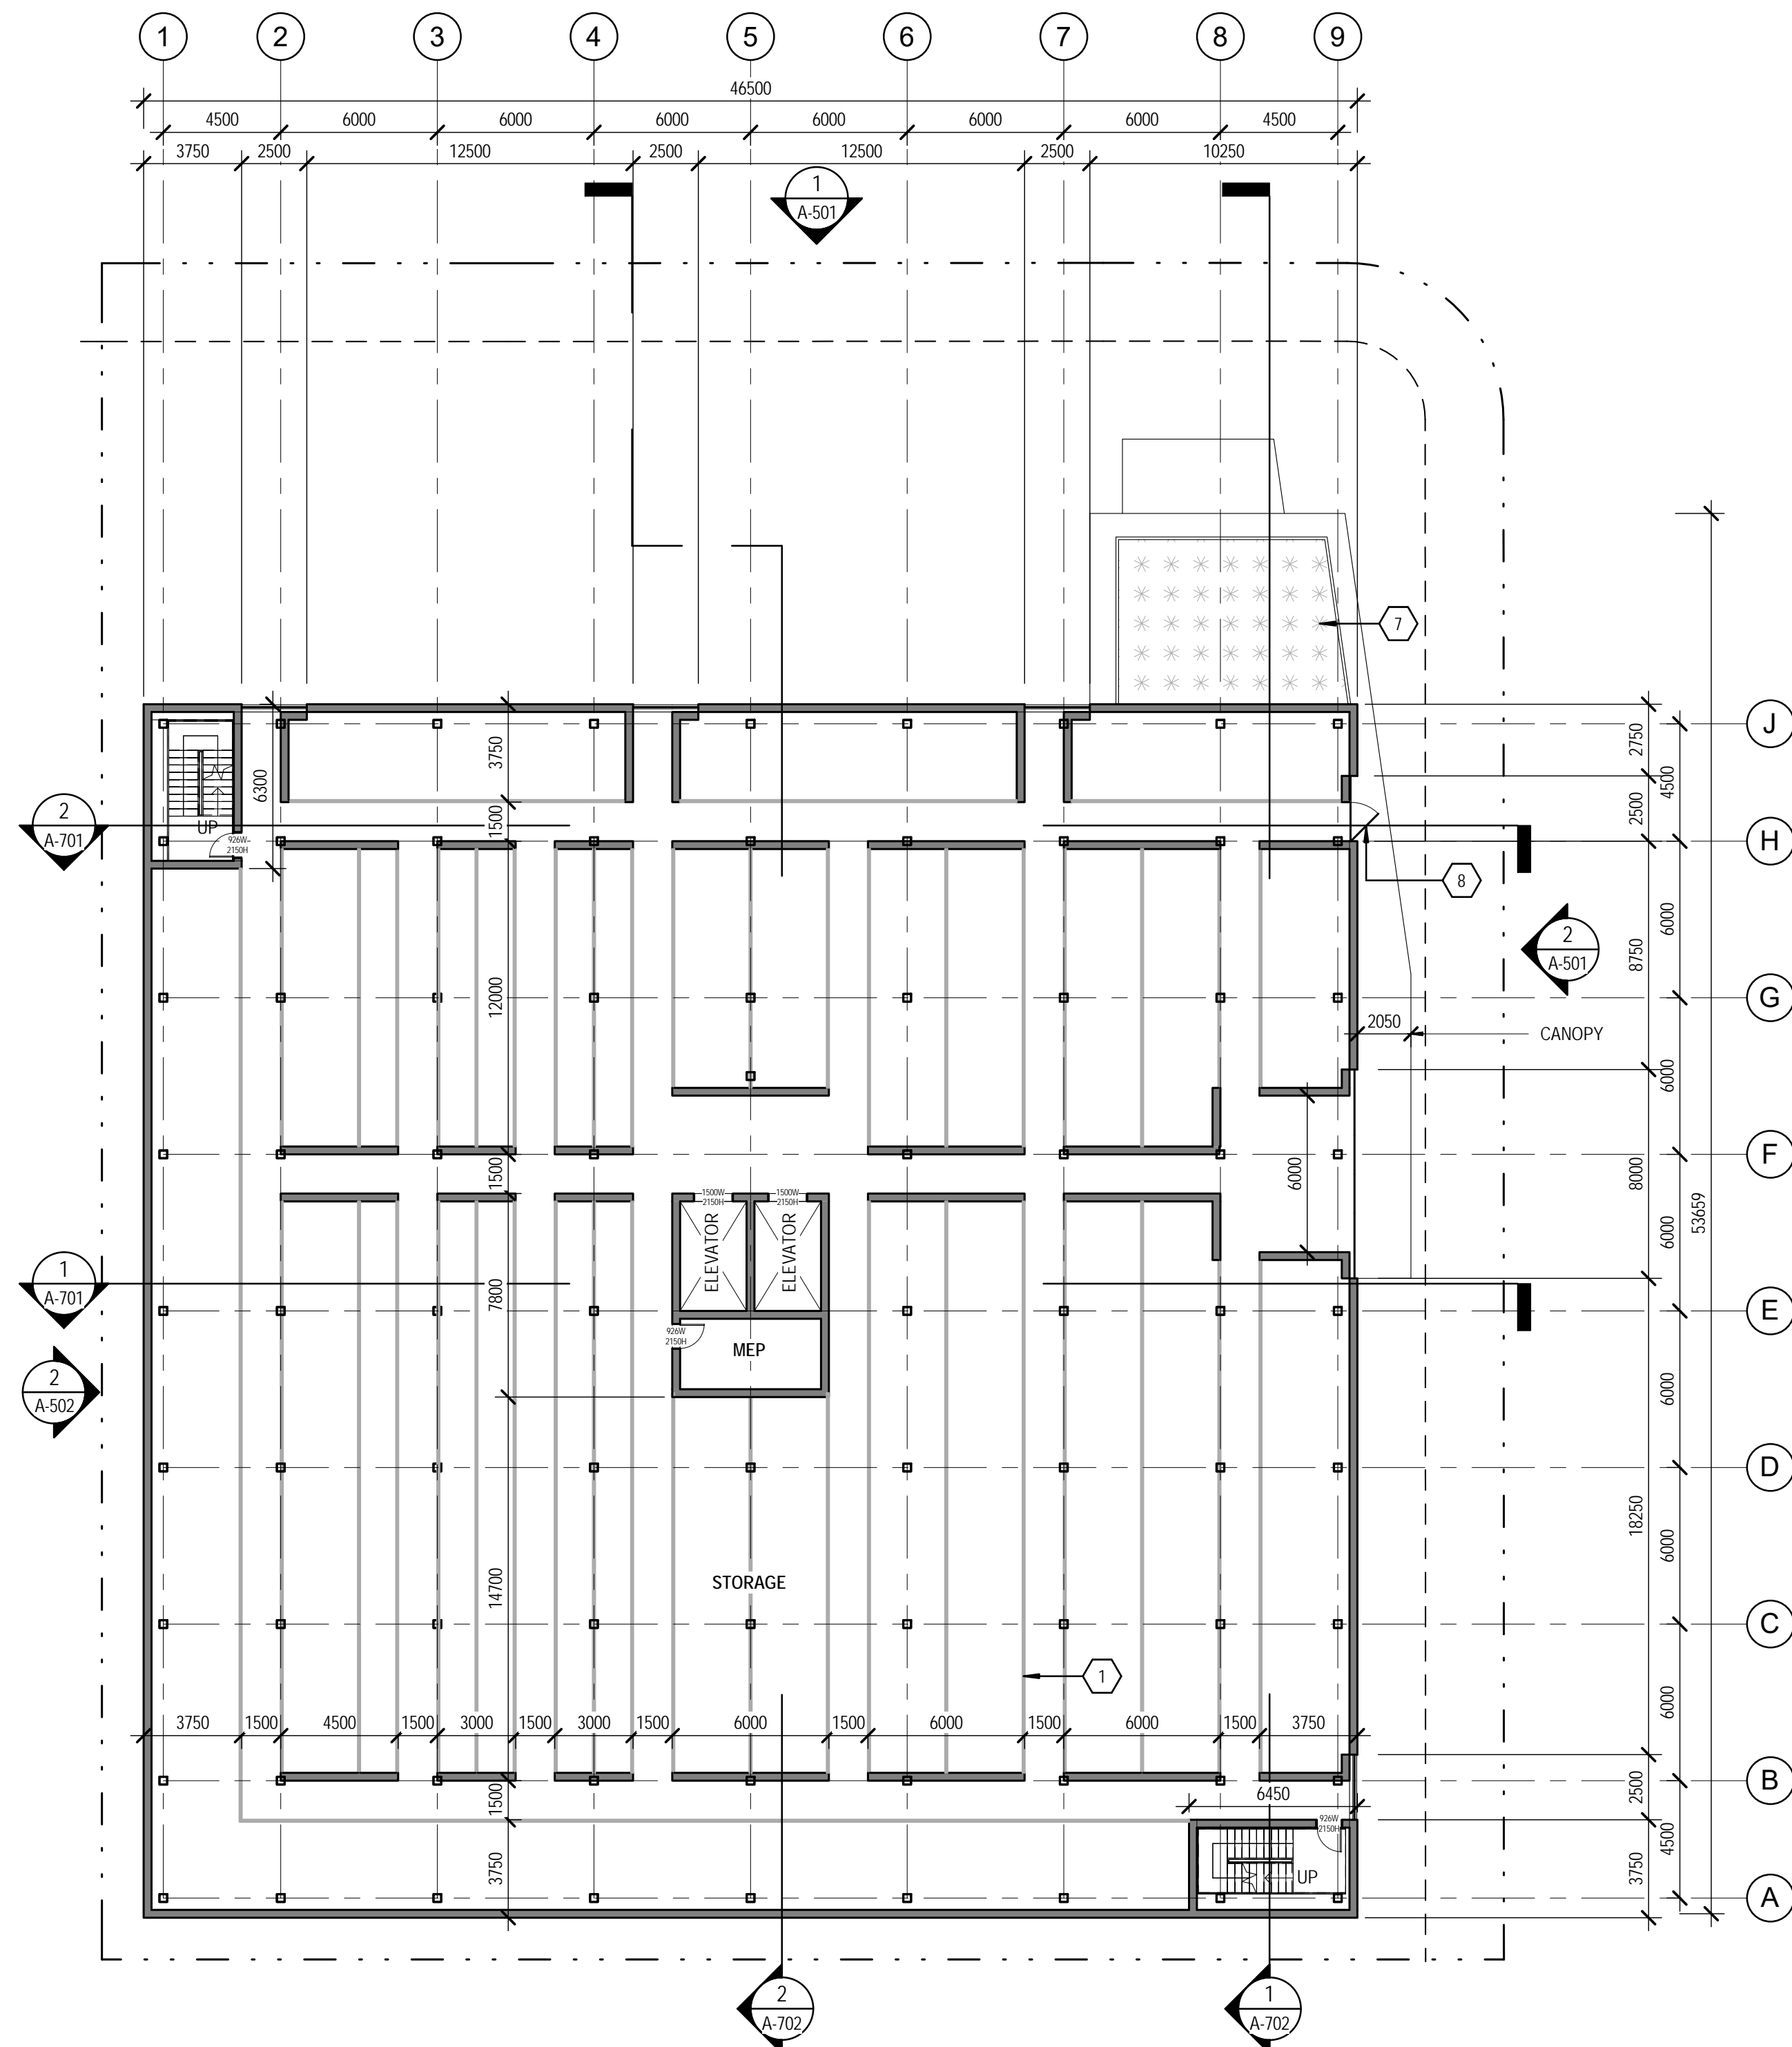 1 2 3 4 5 6 7 8 9
46500
4500 6000 6000 6000 6000 6000 6000 4500
3750 2500 12500 2500 12500 2500 10250
1
A-501
7
J
2750
4500
3750
6300
2500
1500
UP
926W
2150H
2
A-701
H
8
6000
8750
2
A-501
12000
G
2050
CANOPY
6000
F
1500
6000
8000
53659
1500W
2150H
1500W
2150H
ELEVATOR
ELEVATOR
6000
7800
1
A-701
E
926W
2150H
MEP
2
A-502
6000
D
18250
6000
14700
STORAGE
C
1
6000
3750 1500 4500 1500 3000 1500 3000 1500 6000 1500 6000 1500 6000 1500 3750
B
1500
6450
2500
926W
2150H
4500
3750
3750
UP
A
2
A-702
1
A-702